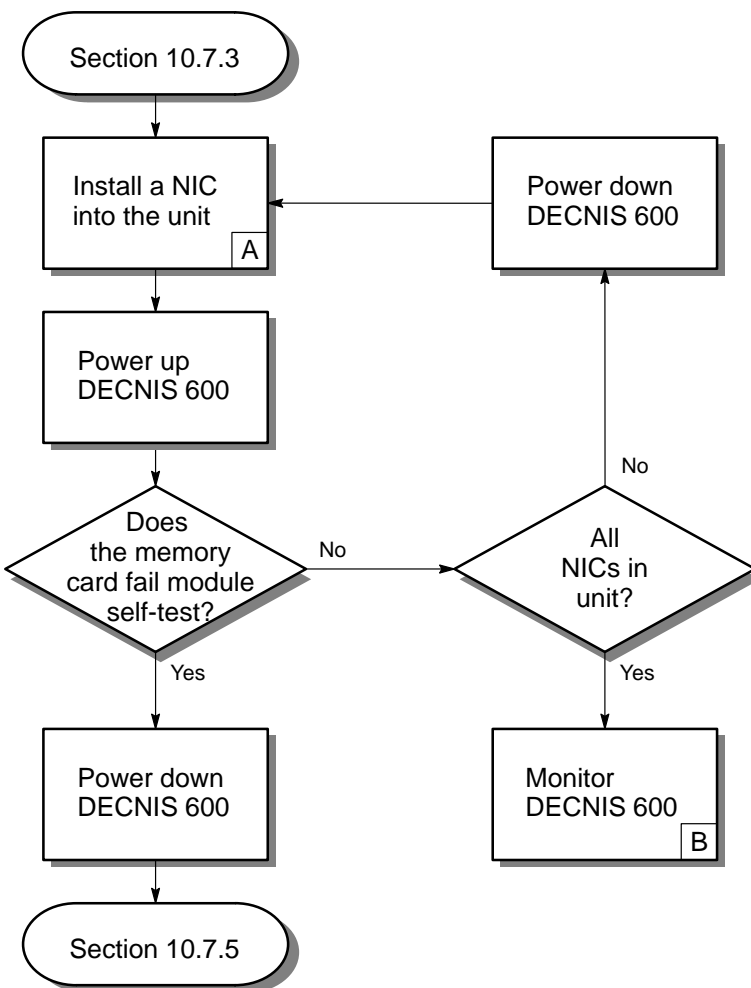 Section 10.7.3
Install a NIC
into the unit
A
Power down
DECNIS 600
Power up
DECNIS 600
Does
the memory
card fail module
self-test?
No
Yes
All
NICs in
unit?
No
Yes
Power down
DECNIS 600
Monitor
DECNIS 600
B
Section 10.7.5